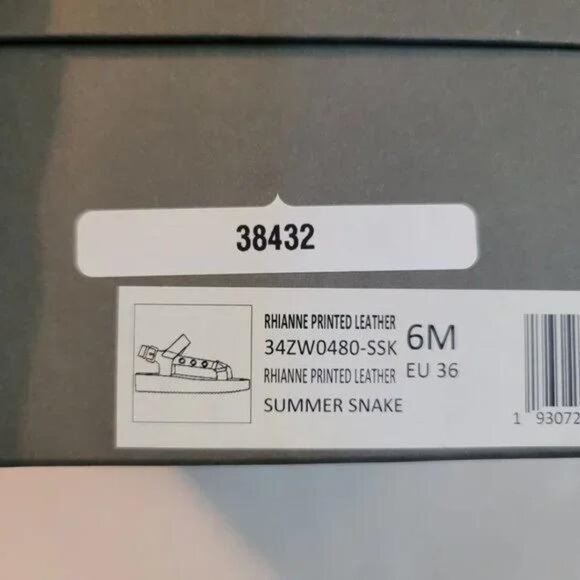 38432
RHIANNE PRINTED LEATHER
34ZW0480-SSK 6M
RHIANNE PRINTED LEATHER EU 36
SUMMER SNAKE
1 93072